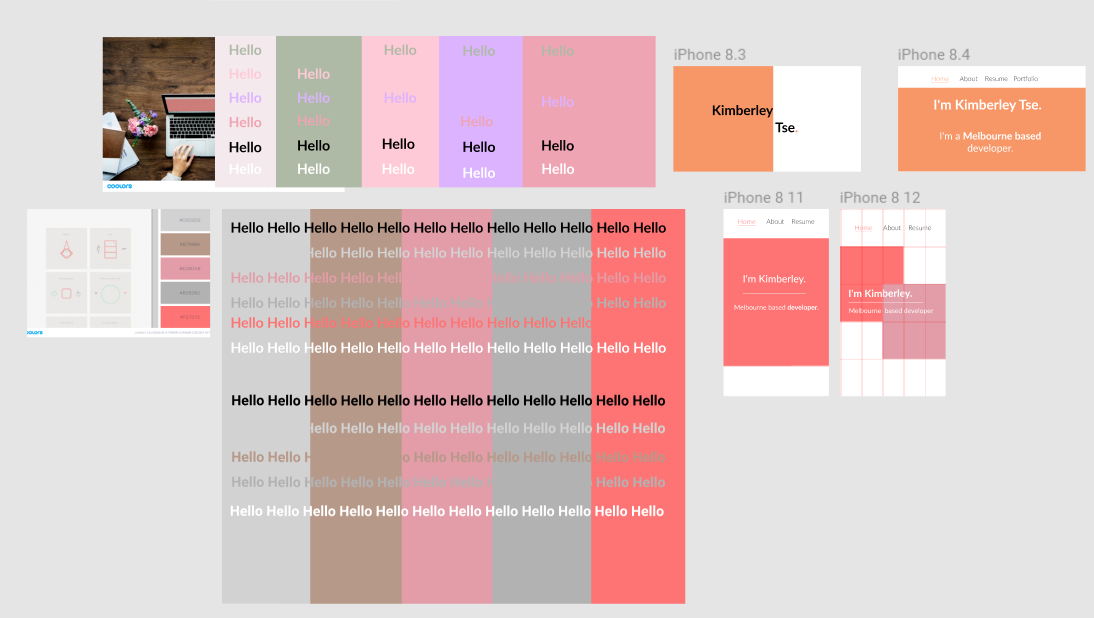 Hello Hello Hello Hello
Hello Hello
Hello Hello Hello Hello
Hello Hello Hello
Hello Hello Hello Hello Hello
Hello Hello Hello Hello Hello
coolors
iPhone 8.3
Kimberley
Tse.
iPhone 8.4
Home About Resume Portfolio
I'm Kimberley Tse.
I'm a Melbourne based
developer.
coolors
Hello Hello Hello Hello Hello Hello Hello Hello Hello Hello Hello Hello
Hello Hello Hello Hello Hello Hello Hello Hello Hello Hello
Hello Hello Hello Hello Hello Hello Hello Hello Hello Hello
Hello Hello Hello Hello Hello Hello Hello Hello Hello Hello Hello Hello
Hello Hello Hello Hello Hello Hello Hello Hello Hello Hello
Hello Hello Hello Hello Hello Hello Hello Hello Hello Hello Hello Hello
Hello Hello Hello Hello Hello Hello Hello Hello Hello Hello Hello Hello
Hello Hello Hello Hello Hello Hello Hello Hello Hello Hello
Hello Hello Hello Hello Hello Hello Hello Hello Hello
Hello Hello Hello Hello Hello Hello Hello Hello Hello Hello
Hello Hello Hello Hello Hello Hello Hello Hello Hello Hello Hello Hello
iPhone 8 11
Home About Resume
I'm Kimberley.
Melbourne based developer.
iPhone 8 12
Home About Resume
I'm Kimberley.
Melbourne based developer